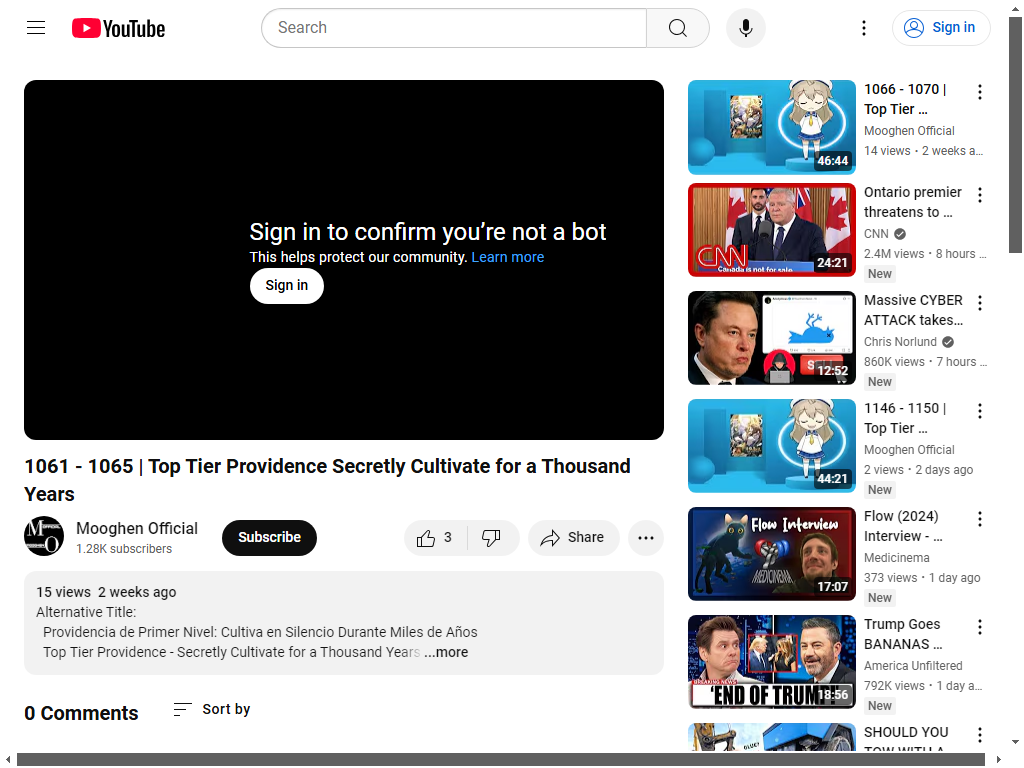 YouTube
Search
Sign in
Sign in to confirm you're not a bot
This helps protect our community. Learn more
Sign in
1061 - 1065 | Top Tier Providence Secretly Cultivate for a Thousand
Years
Mooghen Official
1.28K subscribers
Subscribe
3
Share
15 views 2 weeks ago
Alternative Title:
Providencia de Primer Nivel: Cultiva en Silencio Durante Miles de Años
Top Tier Providence - Secretly Cultivate for a Thousand Years ...more
0 Comments
Sort by
46:44
1066 - 1070 |
Top Tier ...
Mooghen Official
14 views • 2 weeks a...
CNN
Canada is not for sale
24:21
Ontario premier
threatens to ...
CNN
2.4M views • 8 hours ...
New
12:52
Massive CYBER
ATTACK takes...
Chris Norlund
860K views • 7 hours ...
New
44:21
1146 - 1150 |
Top Tier ...
Mooghen Official
2 views • 2 days ago
New
Flow Interview
MEDICINEMA
17:07
Flow (2024)
Interview - ...
Medicinema
373 views • 1 day ago
New
BREAKING NEWS
'END OF TRUMP!'
18:56
Trump Goes
BANANAS ...
America Unfiltered
792K views • 1 day a...
New
SHOULD YOU
TOW WITH A